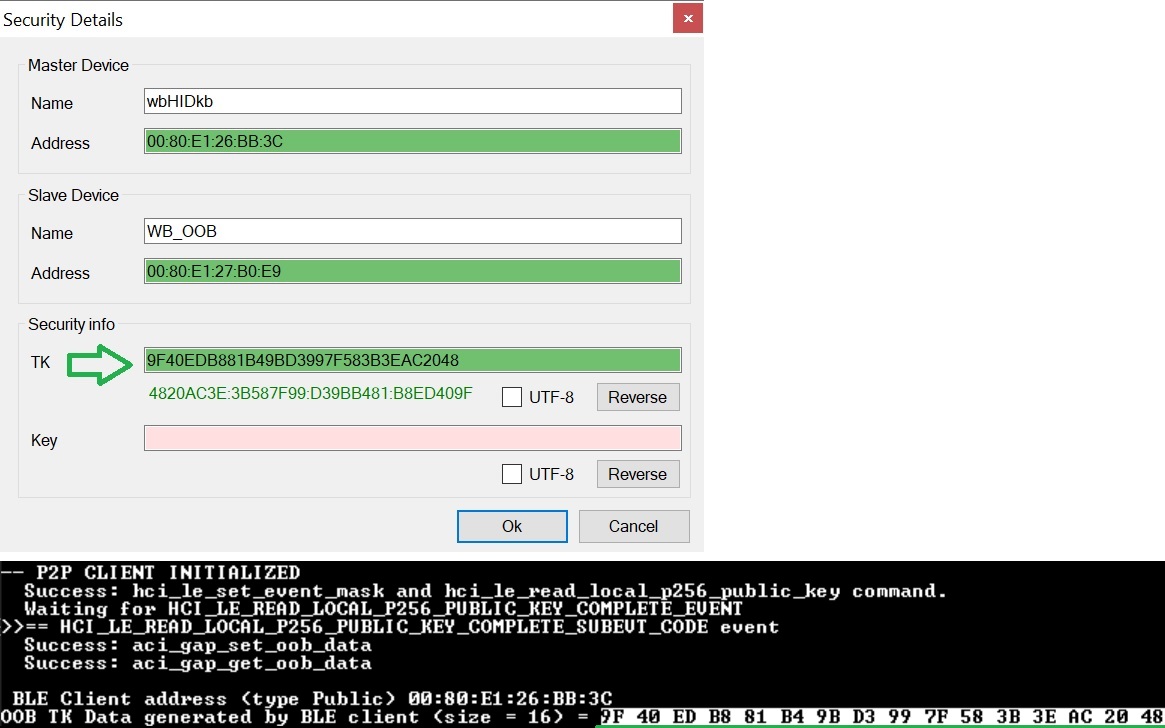 Security Details
Master Device
Name wbHIDkb
Address 00:80:E1:26:BB:3C
Slave Device
Name WB_OOB
Address 00:80:E1:27:B0:E9
Security info
TK 9F40EDB881B49BD3997F583B3EAC2048
4820AC3E:3B587F99:D39BB481:B8ED409F UTF-8 Reverse
Key
UTF-8 Reverse
Ok Cancel
-- P2P CLIENT INITIALIZED
Success: hci_le_set_event_mask and hci_le_read_local_p256_public_key command.
Waiting for HCI_LE_READ_LOCAL_P256_PUBLIC_KEY_COMPLETE_EVENT
>>== HCI_LE_READ_LOCAL_P256_PUBLIC_KEY_COMPLETE_SUBEVT_CODE event
Success: aci_gap_set_oob_data
Success: aci_gap_get_oob_data
BLE Client address (type Public) 00:80:E1:26:BB:3C
OOB TK Data generated by BLE client (size = 16) = 9F 40 ED B8 81 B4 9B D3 99 7F 58 3B 3E AC 20 48